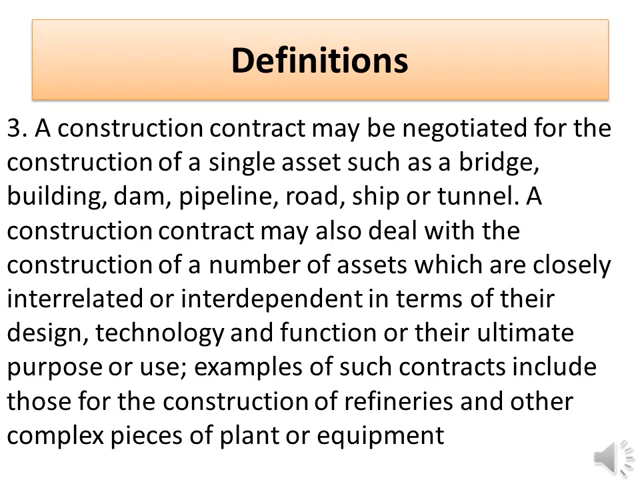 Definitions
3. A construction contract may be negotiated for the
construction of a single asset such as a bridge,
building, dam, pipeline, road, ship or tunnel. A
construction contract may also deal with the
construction of a number of assets which are closely
interrelated or interdependent in terms of their
design, technology and function or their ultimate
purpose or use; examples of such contracts include
those for the construction of refineries and other
complex pieces of plant or equipment